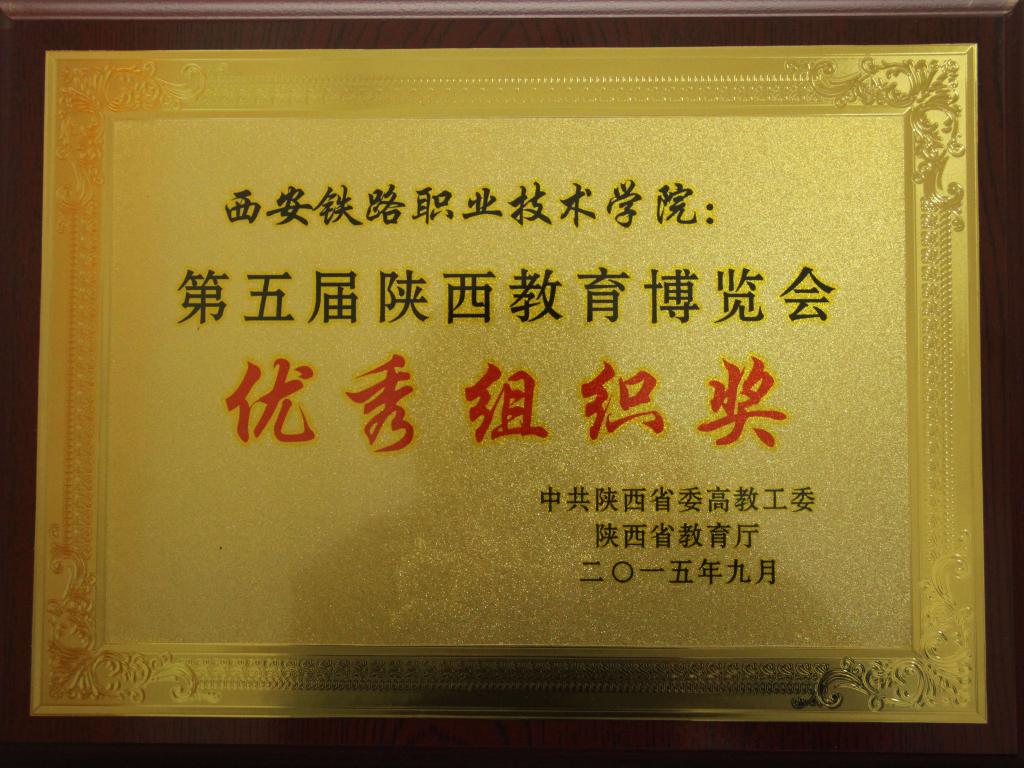 西安铁路职业技术学院：
第五届陕西教育博览会
优秀组织奖
中共陕西省委高教工委
陕西省教育厅
二〇一五年九月